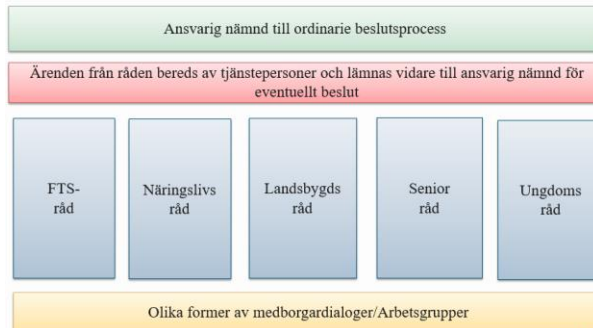 Ansvarig nämnd till ordinarie beslutsprocess
Ärenden från råden bereds av tjänstepersoner och lämnas vidare till ansvarig nämnd för
eventuellt beslut
FTS-
råd
Näringslivs
råd
Landsbygds
råd
Senior
råd
Ungdoms
råd
Olika former av medborgardialoger/Arbetsgrupper